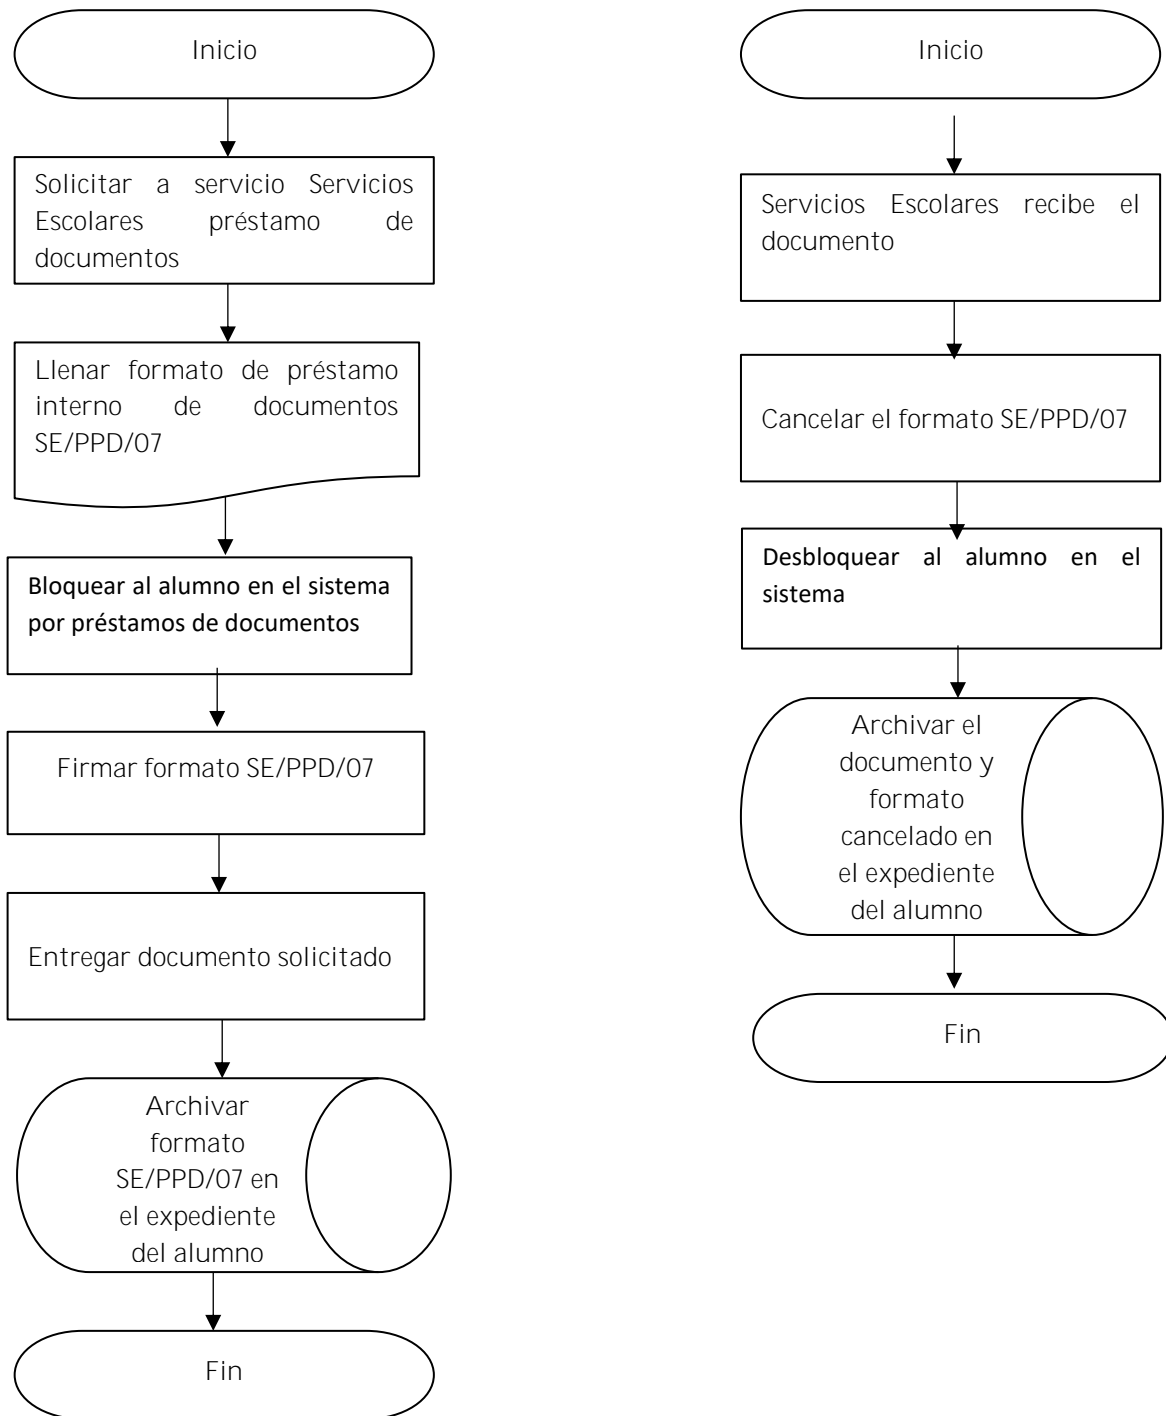 Inicio
Solicitar a servicio Servicios
Escolares préstamo de
documentos
Llenar formato de préstamo
interno de documentos
SE/PPD/07
Bloquear al alumno en el sistema
por préstamos de documentos
Firmar formato SE/PPD/07
Entregar documento solicitado
Archivar
formato
SE/PPD/07 en
el expediente
del alumno
Fin
Inicio
Servicios Escolares recibe el
documento
Cancelar el formato SE/PPD/07
Desbloquear al alumno en el
sistema
Archivar el
documento y
formato
cancelado en
el expediente
del alumno
Fin